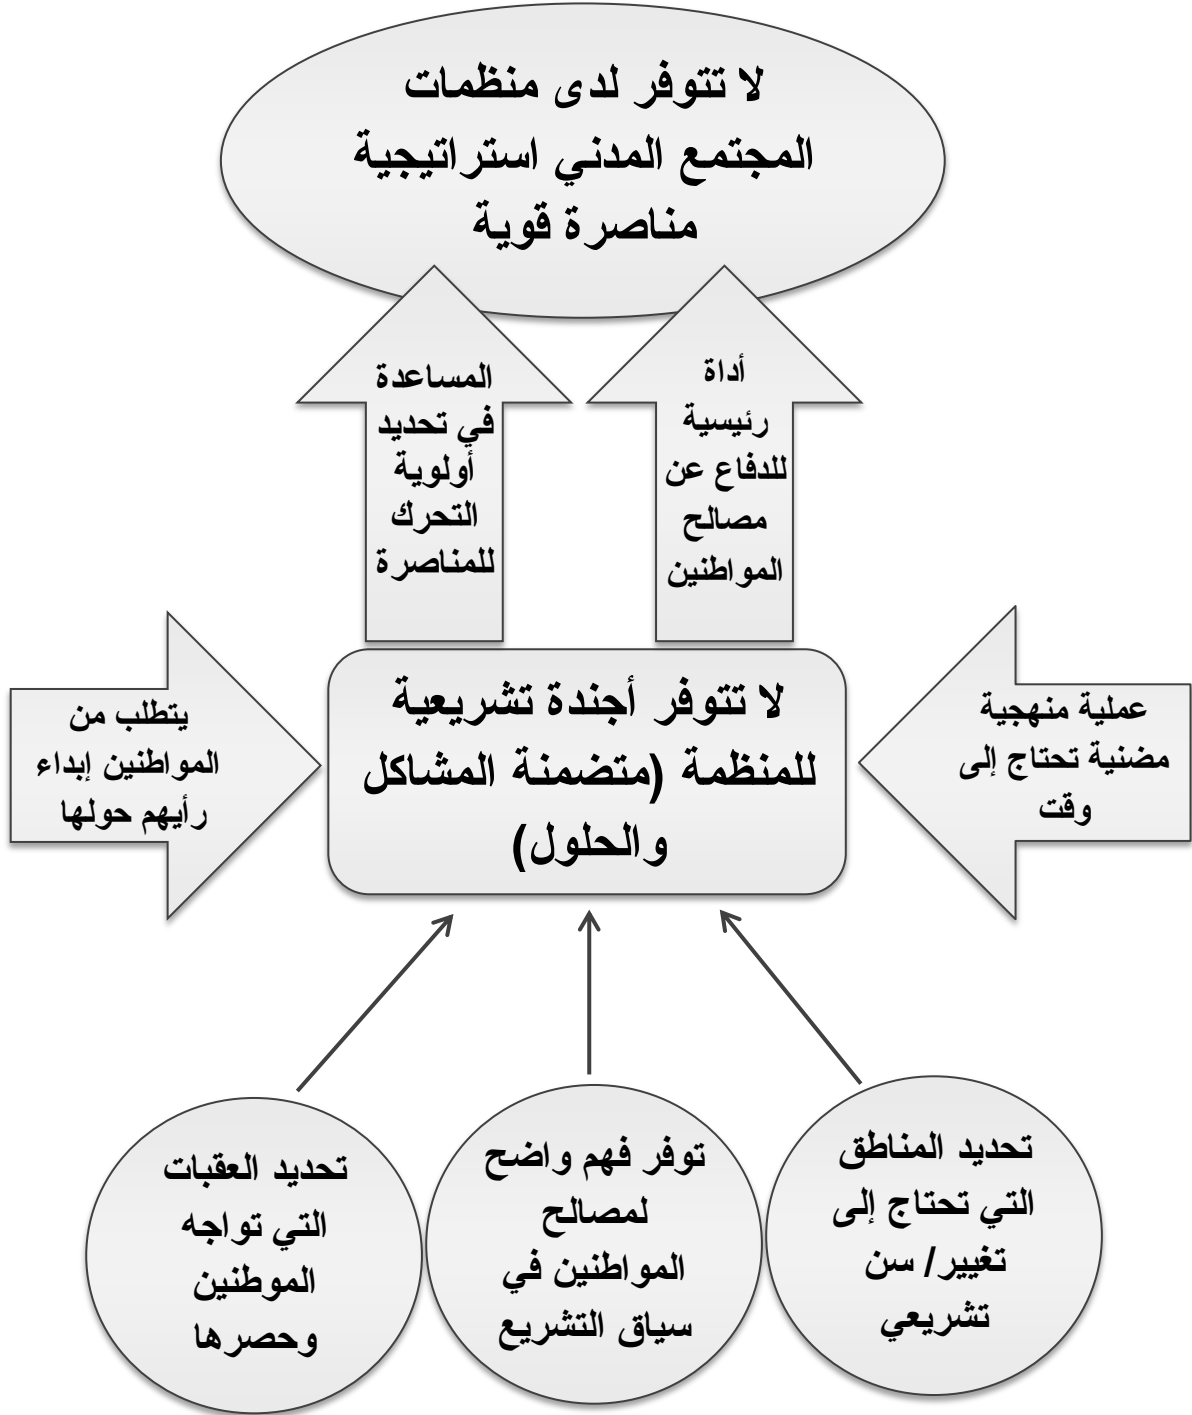 لا تتوفر لدى منظمات
المجتمع المدني استراتيجية
مناصرة قوية
أداة
رئيسية
للدفاع عن
مصالح
المواطنين
المساعدة
في تحديد
أولوية
التحرك
للمناصرة
عملية منهجية
مضنية تحتاج إلى
وقت
لا تتوفر أجندة تشريعية
للمنظمة (متضمنة المشاكل
والحلول)
يتطلب من
المواطنين إبداء
رأيهم حولها
تحديد المناطق
التي تحتاج إلى
تغيير/ سن
تشريعي
توفر فهم واضح
لمصالح
المواطنين في
سياق التشريع
تحديد العقبات
التي تواجه
الموطنين
وحصرها